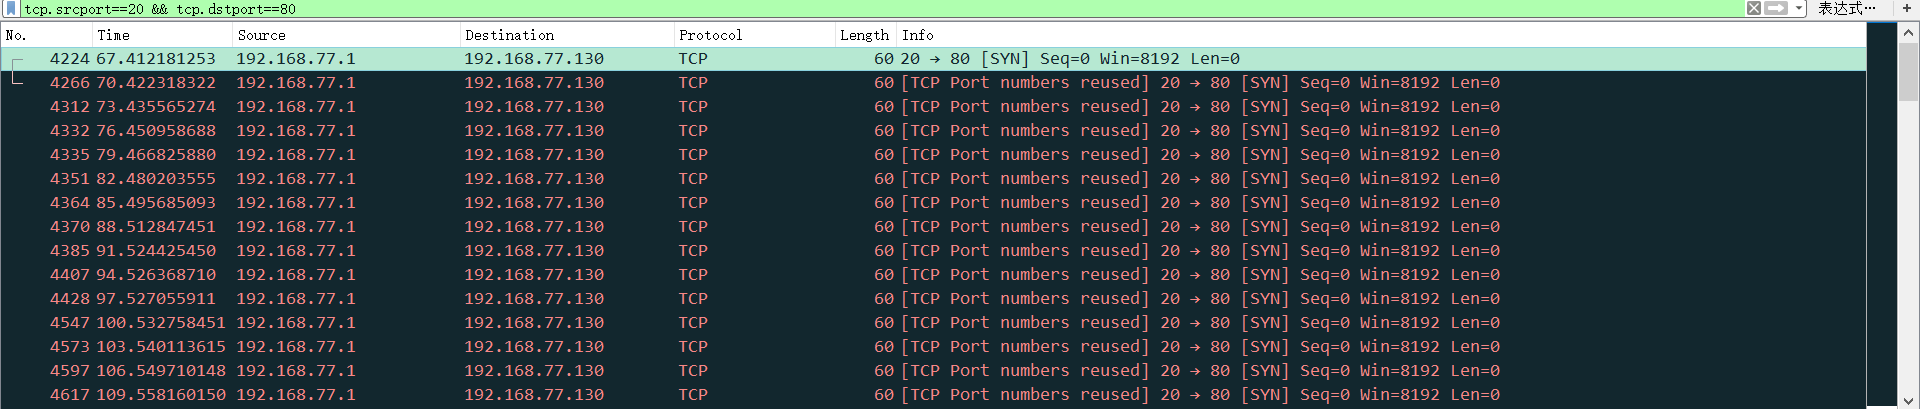 tcp.srcport==20 && tcp.dstport==80 表达式… +
No. Time Source Destination Protocol Length Info
4224 67.412181253 192.168.77.1 192.168.77.130 TCP 60 20 → 80 [SYN] Seq=0 Win=8192 Len=0
4266 70.422318322 192.168.77.1 192.168.77.130 TCP 60 [TCP Port numbers reused] 20 → 80 [SYN] Seq=0 Win=8192 Len=0
4312 73.435565274 192.168.77.1 192.168.77.130 TCP 60 [TCP Port numbers reused] 20 → 80 [SYN] Seq=0 Win=8192 Len=0
4332 76.450958688 192.168.77.1 192.168.77.130 TCP 60 [TCP Port numbers reused] 20 → 80 [SYN] Seq=0 Win=8192 Len=0
4335 79.466825880 192.168.77.1 192.168.77.130 TCP 60 [TCP Port numbers reused] 20 → 80 [SYN] Seq=0 Win=8192 Len=0
4351 82.480203555 192.168.77.1 192.168.77.130 TCP 60 [TCP Port numbers reused] 20 → 80 [SYN] Seq=0 Win=8192 Len=0
4364 85.495685093 192.168.77.1 192.168.77.130 TCP 60 [TCP Port numbers reused] 20 → 80 [SYN] Seq=0 Win=8192 Len=0
4370 88.512847451 192.168.77.1 192.168.77.130 TCP 60 [TCP Port numbers reused] 20 → 80 [SYN] Seq=0 Win=8192 Len=0
4385 91.524425450 192.168.77.1 192.168.77.130 TCP 60 [TCP Port numbers reused] 20 → 80 [SYN] Seq=0 Win=8192 Len=0
4407 94.526368710 192.168.77.1 192.168.77.130 TCP 60 [TCP Port numbers reused] 20 → 80 [SYN] Seq=0 Win=8192 Len=0
4428 97.527055911 192.168.77.1 192.168.77.130 TCP 60 [TCP Port numbers reused] 20 → 80 [SYN] Seq=0 Win=8192 Len=0
4547 100.532758451 192.168.77.1 192.168.77.130 TCP 60 [TCP Port numbers reused] 20 → 80 [SYN] Seq=0 Win=8192 Len=0
4573 103.540113615 192.168.77.1 192.168.77.130 TCP 60 [TCP Port numbers reused] 20 → 80 [SYN] Seq=0 Win=8192 Len=0
4597 106.549710148 192.168.77.1 192.168.77.130 TCP 60 [TCP Port numbers reused] 20 → 80 [SYN] Seq=0 Win=8192 Len=0
4617 109.558160150 192.168.77.1 192.168.77.130 TCP 60 [TCP Port numbers reused] 20 → 80 [SYN] Seq=0 Win=8192 Len=0